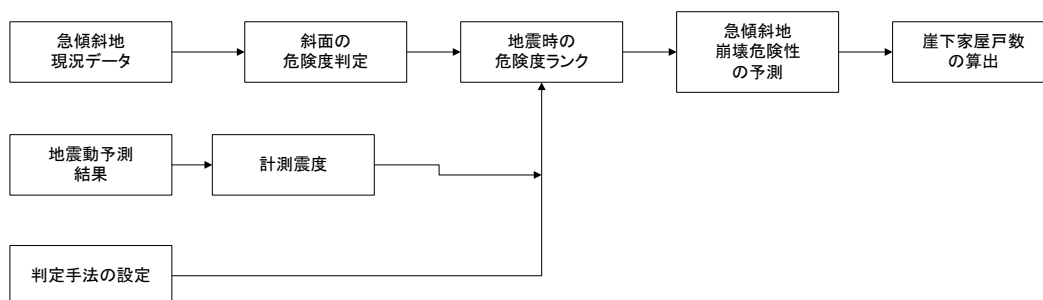 急傾斜地
現況データ
斜面の
危険度判定
地震時の
危険度ランク
急傾斜地
崩壊危険性
の予測
崖下家屋戸数
の算出
地震動予測
結果
計測震度
判定手法の設定